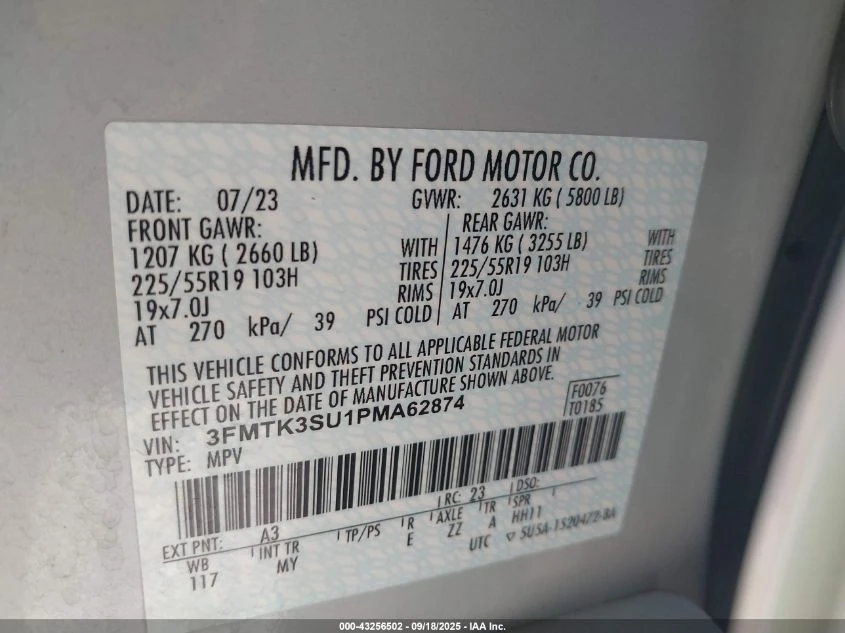 MFD. BY FORD MOTOR CO.
DATE: 07/23 GVWR: 2631 KG ( 5800 LB)
FRONT GAWR: REAR GAWR:
1207 KG ( 2660 LB) WITH 1476 KG ( 3255 LB) WITH
225/55R19 103H TIRES 225/55R19 103H TIRES
19x7.0J RIMS 19x7.0J RIMS
AT 270 kPa/ 39 PSI COLD AT 270 kPa/ 39 PSI COLD
THIS VEHICLE CONFORMS TO ALL APPLICABLE FEDERAL MOTOR
VEHICLE SAFETY AND THEFT PREVENTION STANDARDS IN
EFFECT ON THE DATE OF MANUFACTURE SHOWN ABOVE.
F0076
T0185
VIN: 3FMTK3SU1PMA62874
TYPE: MPV
EXT PNT: A3 RC: 23 DSO:
WB INT TR TP/PS R AXLE TR SPR
117 MY E ZZ A HH11
UTC ▽ SU5A-1520472-BA
000-43256502 - 09/18/2025 - IAA Inc.